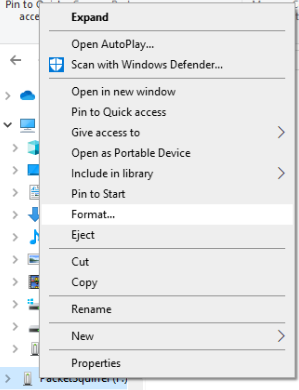 Pin to Qu
acce
Expand
Open AutoPlay...
Scan with Windows Defender...
Open in new window
Pin to Quick access
Give access to
Open as Portable Device
Include in library
Pin to Start
Format...
Eject
Cut
Copy
Rename
New
Properties
PacketSquirrel (F:)